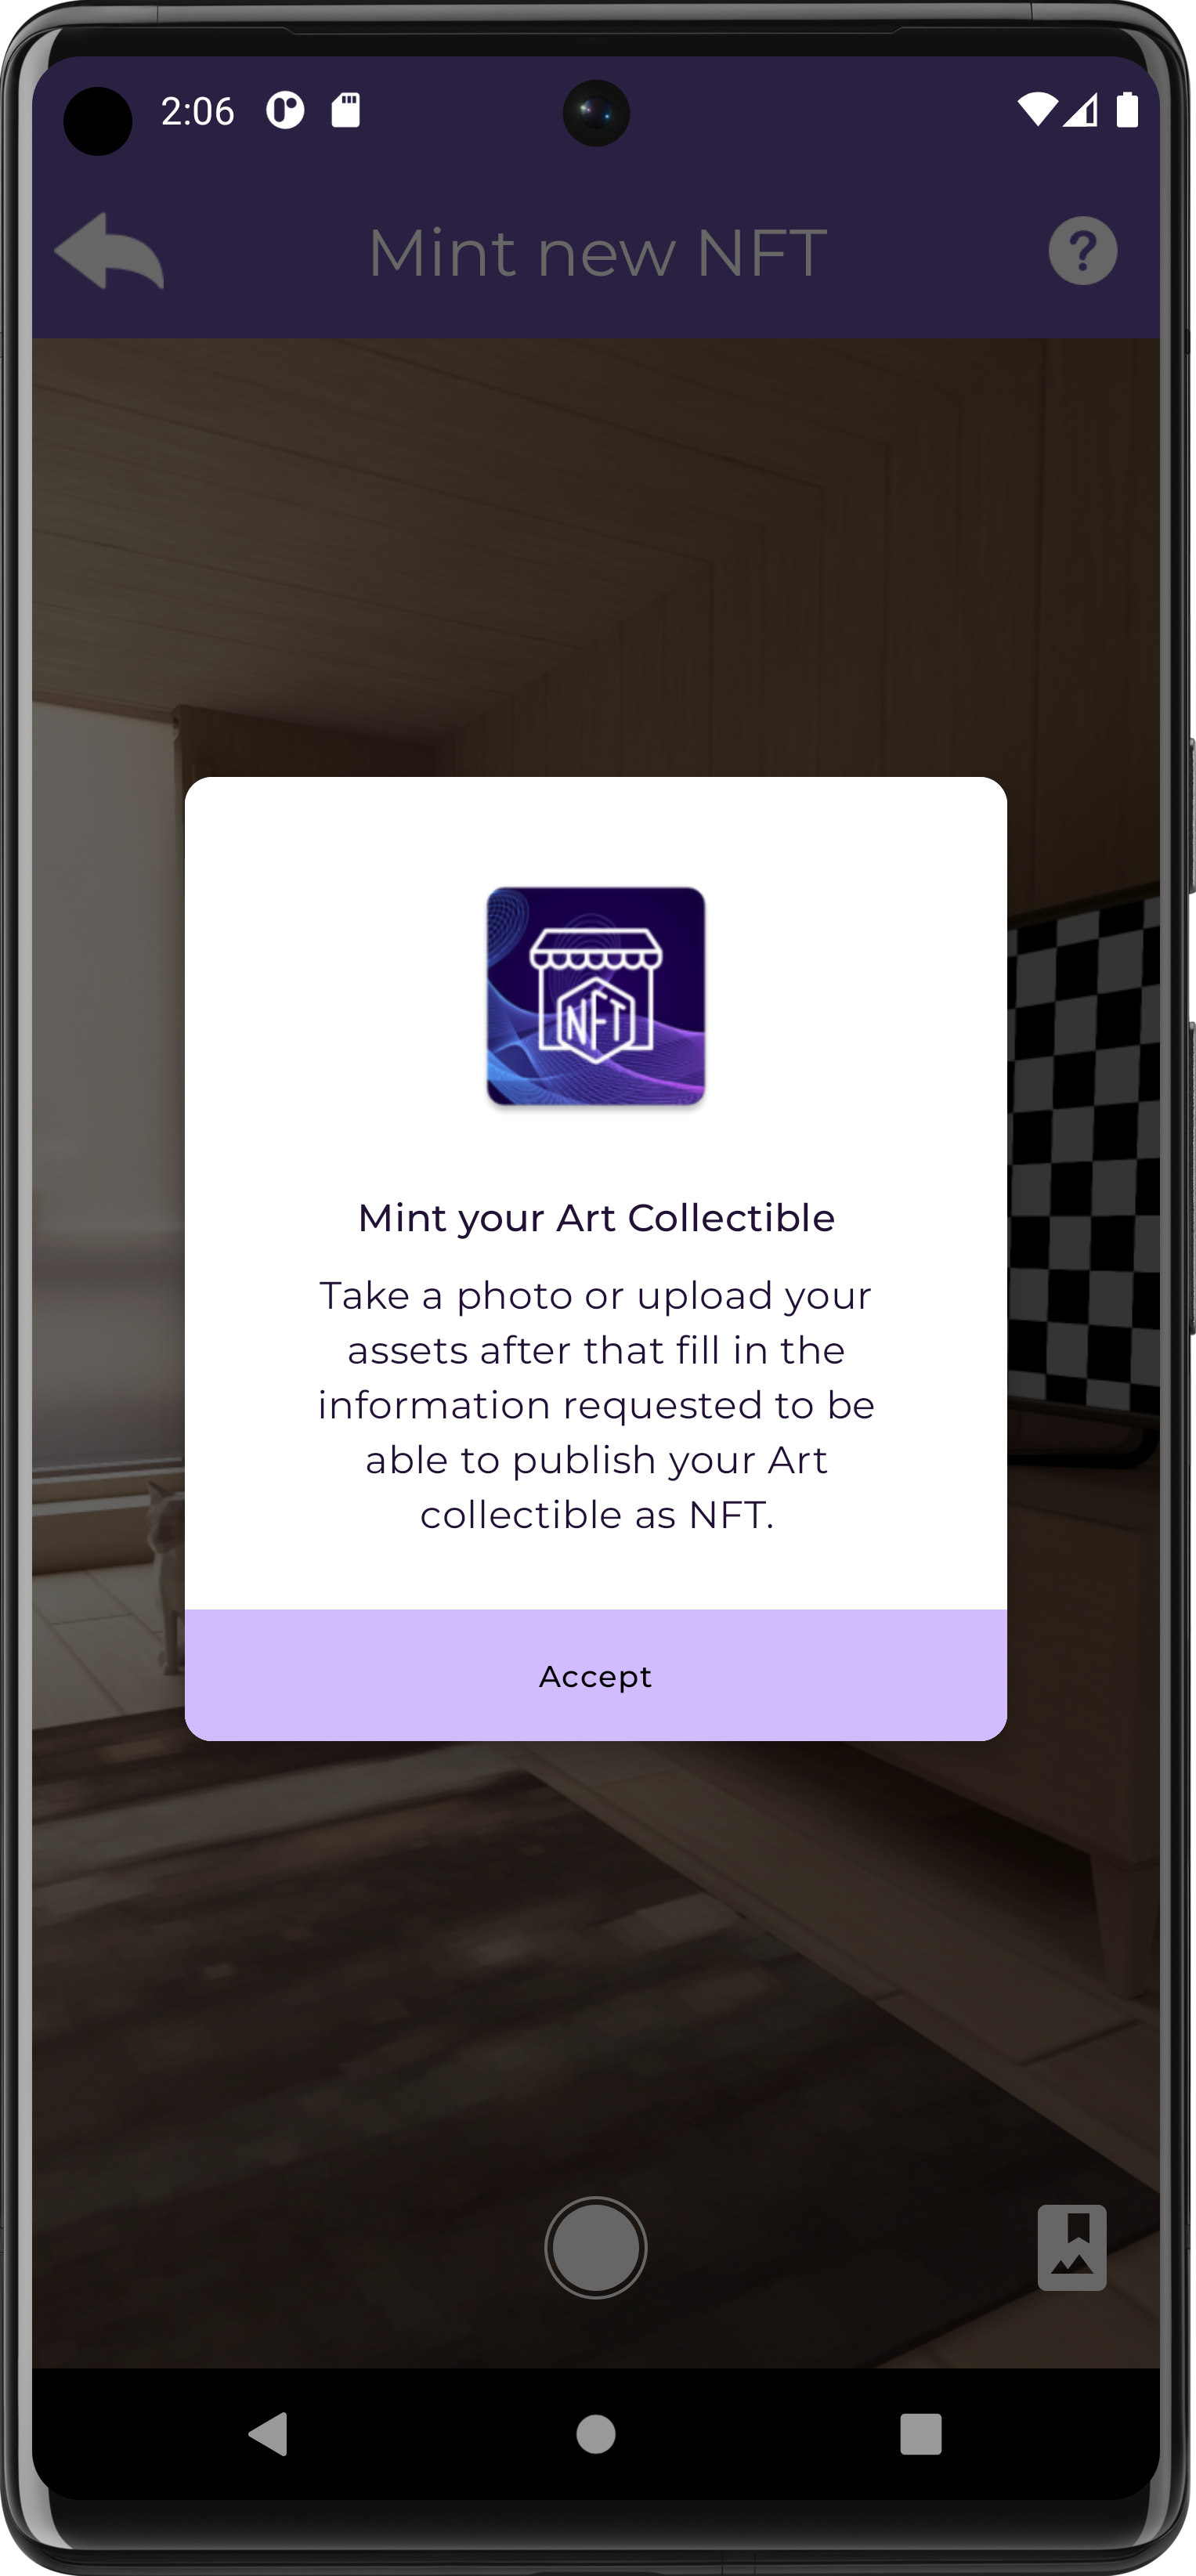 2:06
Mint new NFT
?
NFT
Mint your Art Collectible
Take a photo or upload your
assets after that fill in the
information requested to be
able to publish your Art
collectible as NFT.
Accept